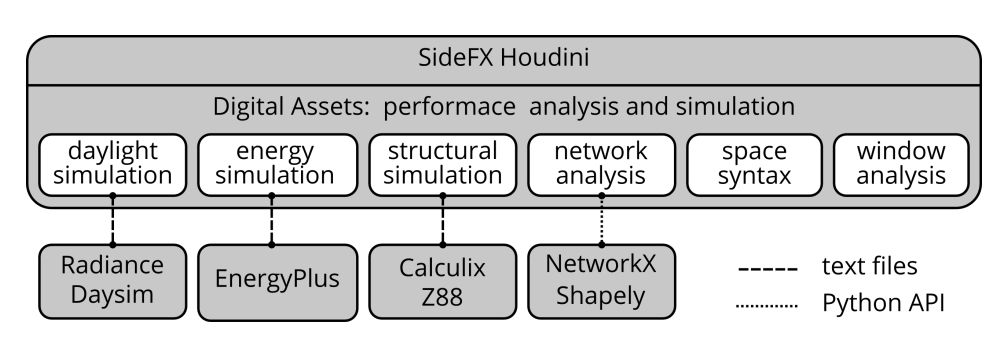 SideFX Houdini
Digital Assets:  performace  analysis and simulation
daylight
simulation
energy
simulation
structural
simulation
network
analysis
space
syntax
window
analysis
Radiance
Daysim
EnergyPlus
Calculix
Z88
NetworkX
Shapely
text files
Python API